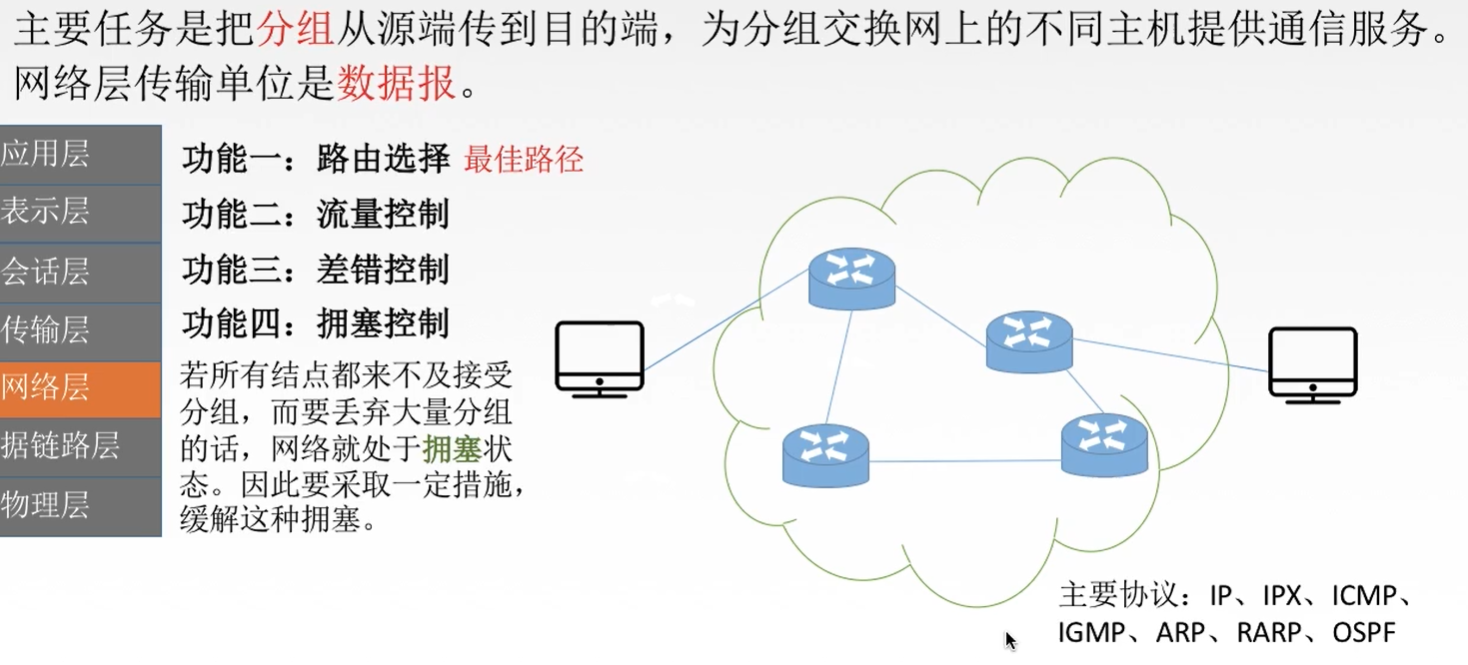 主要任务是把分组从源端传到目的端，为分组交换网上的不同主机提供通信服务。
网络层传输单位是数据报。
应用层
表示层
会话层
传输层
网络层
据链路层
物理层
功能一：路由选择 最佳路径
功能二：流量控制
功能三：差错控制
功能四：拥塞控制
若所有结点都来不及接受
分组，而要丢弃大量分组
的话，网络就处于拥塞状
态。因此要采取一定措施，
缓解这种拥塞。
主要协议：IP、IPX、ICMP、
IGMP、ARP、RARP、OSPF